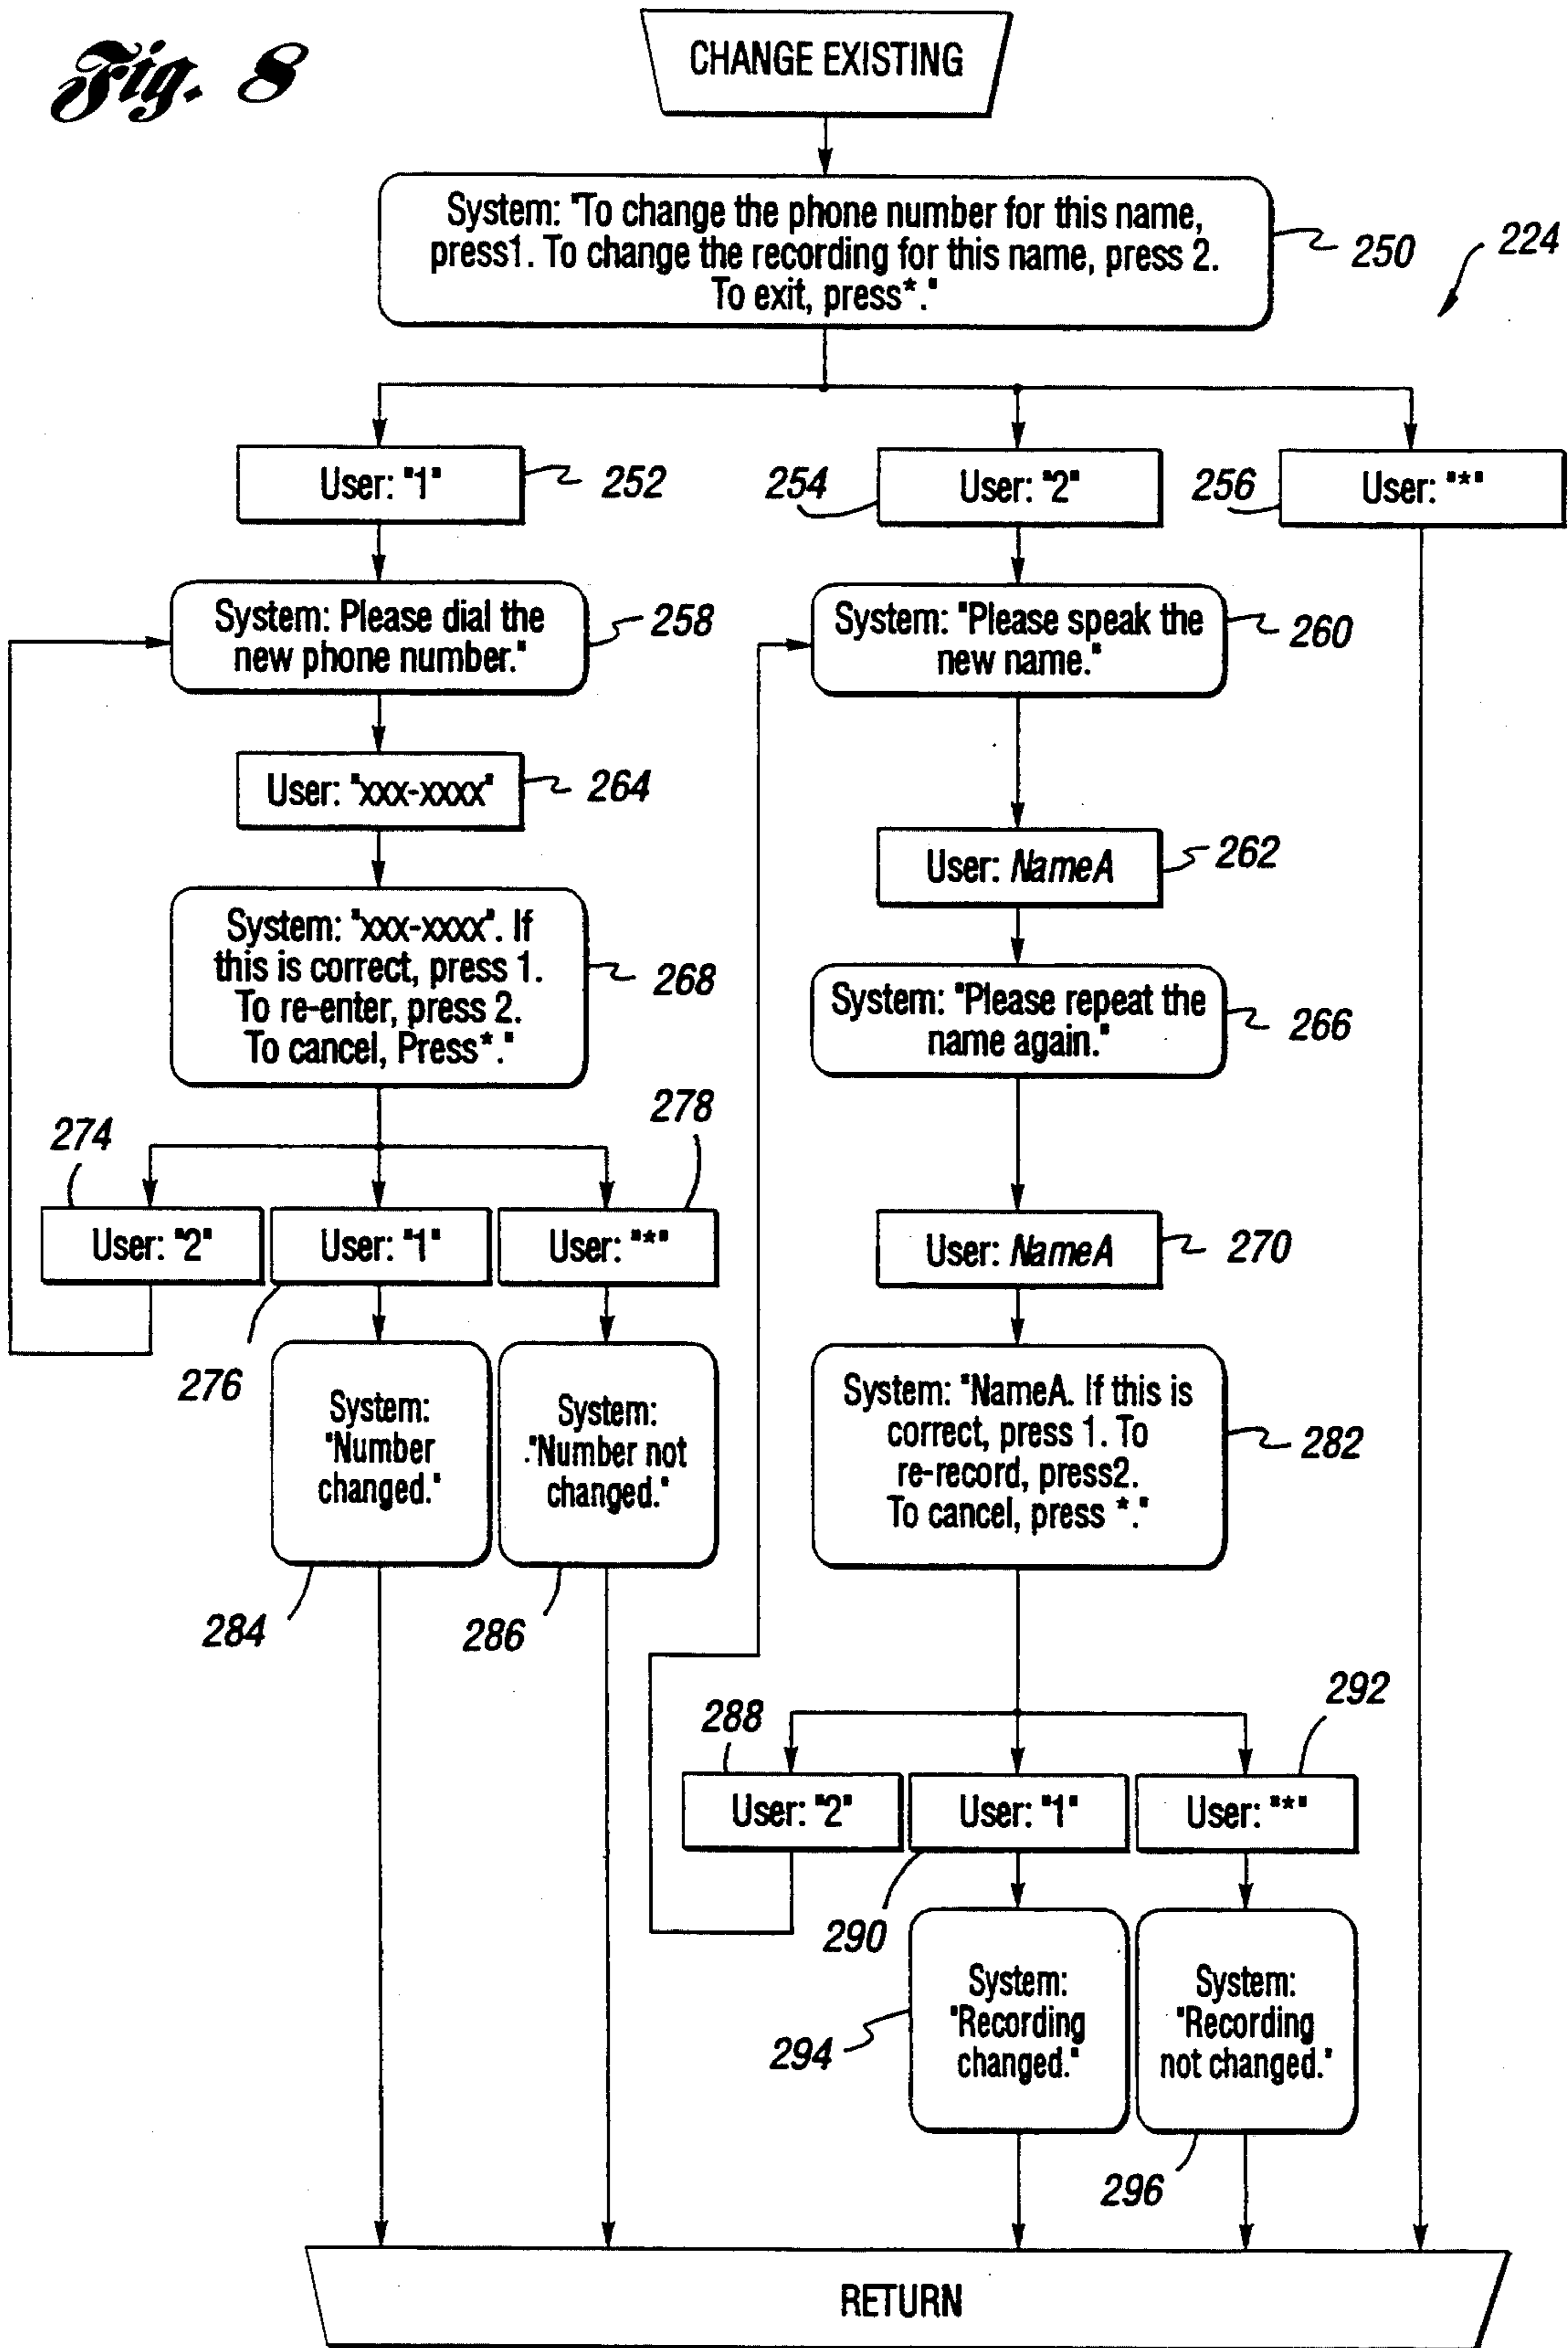 Fig. 8
CHANGE EXISTING
System: "To change the phone number for this name,
press1. To change the recording for this name, press 2.
To exit, press*."
250
224
User: "1"
252
254
User: "2"
256
User: "*"
System: Please dial the
new phone number."
258
System: "Please speak the
new name."
260
User: "xxx-xxxx"
264
User: NameA
262
System: "xxx-xxxx". If
this is correct, press 1.
To re-enter, press 2.
To cancel, Press*."
268
System: "Please repeat the
name again."
266
274
278
User: "2"
User: "1"
User: "*"
276
User: NameA
270
System:
"Number
changed."
284
System:
"Number not
changed."
286
System: "NameA. If this is
correct, press 1. To
re-record, press2.
To cancel, press *."
282
288
292
User: "2"
User: "1"
User: "*"
290
System:
"Recording
changed."
294
System:
"Recording
not changed."
296
RETURN